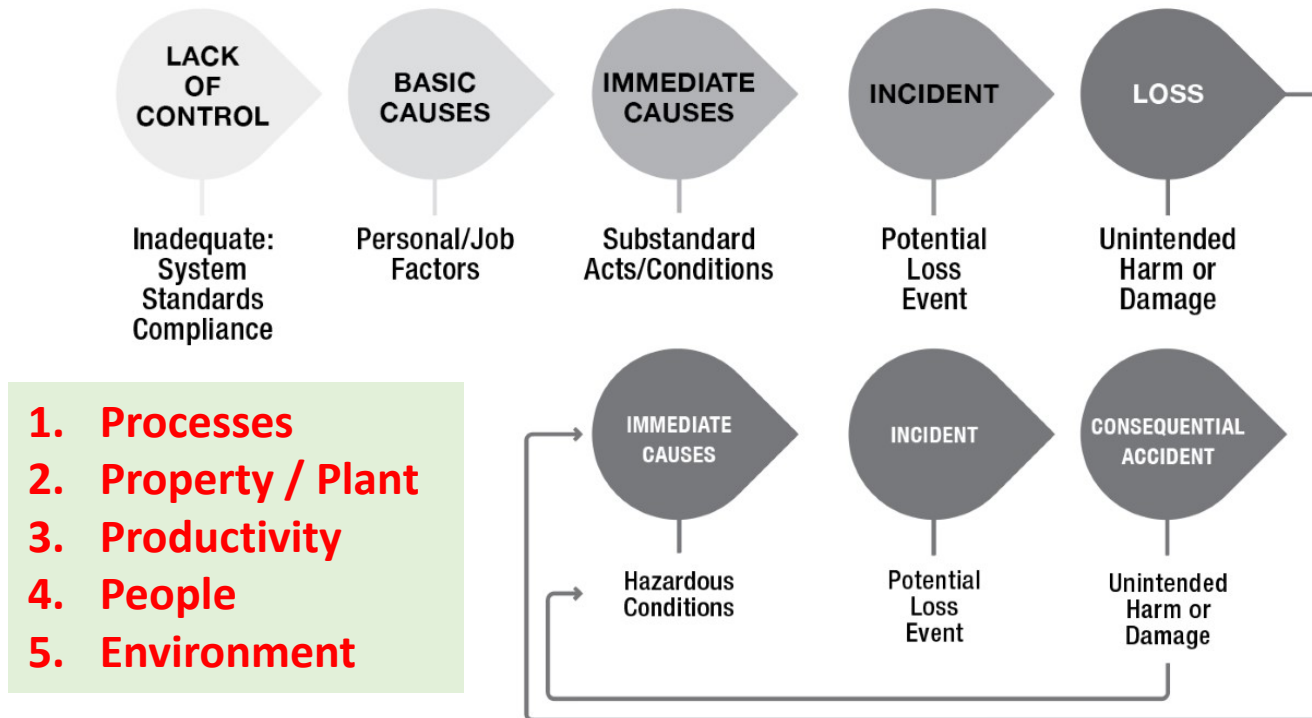 LACK
OF
CONTROL
BASIC
CAUSES
IMMEDIATE
CAUSES
INCIDENT
LOSS
Inadequate:
System
Standards
Compliance
Personal/Job
Factors
Substandard
Acts/Conditions
Potential
Loss
Event
Unintended
Harm or
Damage
1. Processes
2. Property / Plant
3. Productivity
4. People
5. Environment
IMMEDIATE
CAUSES
INCIDENT
CONSEQUENTIAL
ACCIDENT
Hazardous
Conditions
Potential
Loss
Event
Unintended
Harm or
Damage